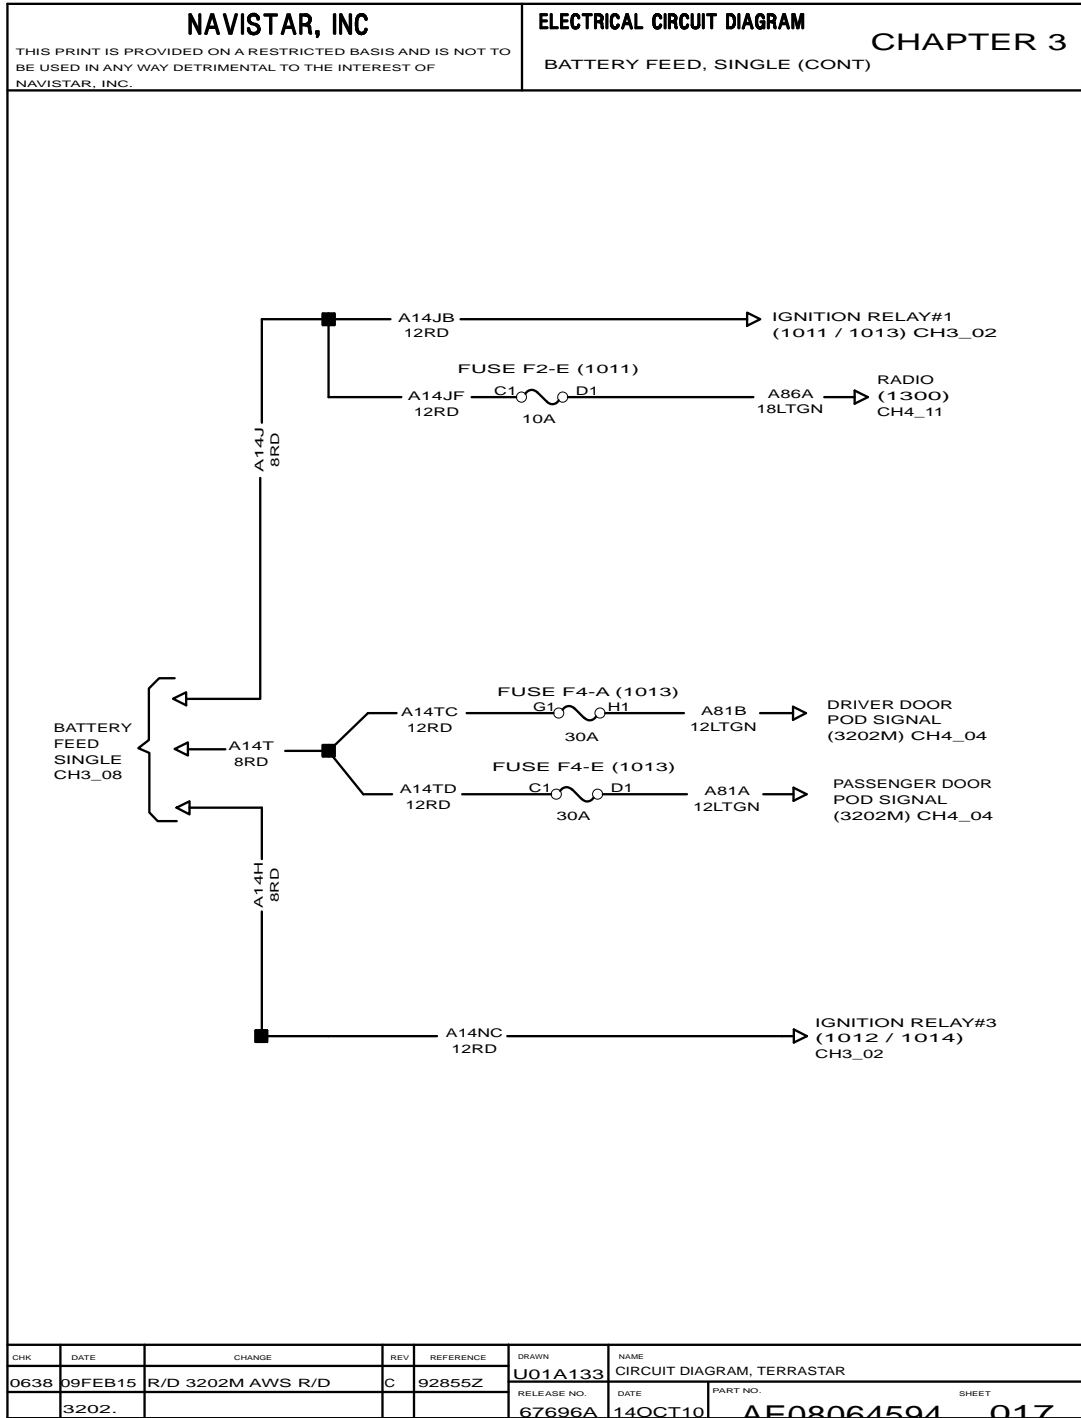 NAVISTAR, INC
THIS PRINT IS PROVIDED ON A RESTRICTED BASIS AND IS NOT TO
BE USED IN ANY WAY DETRIMENTAL TO THE INTEREST OF
NAVISTAR, INC.
ELECTRICAL CIRCUIT DIAGRAM
CHAPTER 3
BATTERY FEED, SINGLE (CONT)
A14JB
12RD
IGNITION RELAY#1
(1011 / 1013) CH3_02
FUSE F2-E (1011)
A14JF
12RD
C1
D1
10A
A86A
18LTGN
RADIO
(1300)
CH4_11
A14J
8RD
BATTERY
FEED
SINGLE
CH3_08
A14T
8RD
FUSE F4-A (1013)
A14TC
12RD
G1
H1
30A
A81B
12LTGN
DRIVER DOOR
POD SIGNAL
(3202M) CH4_04
FUSE F4-E (1013)
A14TD
12RD
C1
D1
30A
A81A
12LTGN
PASSENGER DOOR
POD SIGNAL
(3202M) CH4_04
A14H
8RD
A14NC
12RD
IGNITION RELAY#3
(1012 / 1014)
CH3_02
CHK DATE CHANGE REV REFERENCE
0638 09FEB15 R/D 3202M AWS R/D C 92855Z
3202.
DRAWN
U01A133
NAME
CIRCUIT DIAGRAM, TERRASTAR
RELEASE NO.
67696A
DATE
14OCT10
PART NO.
AE08064594
SHEET
017